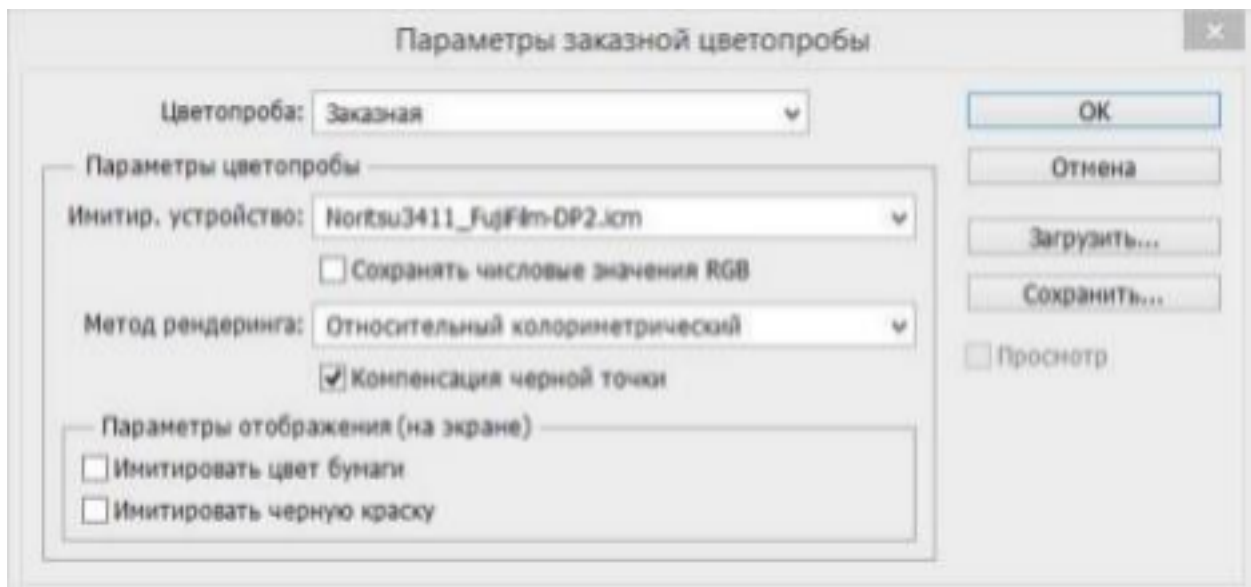 Параметры заказной цветопробы
Цветопроба: Заказная
Параметры цветопробы
Имитир. устройство: Noritsu3411_FujiFilm-DP2.icm
Сохранять числовые значения RGB
Метод рендеринга: Относительный колориметрический
Компенсация черной точки
Параметры отображения (на экране)
Имитировать цвет бумаги
Имитировать черную краску
ОК
Отмена
Загрузить...
Сохранить...
Просмотр